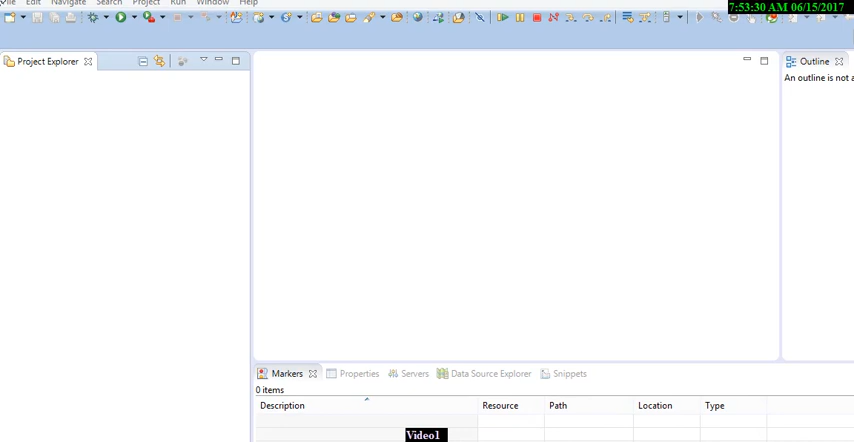 File Edit Navigate Search Project Run Window Help
7:53:30 AM 06/15/2017
Project Explorer
Outline
An outline is not a
Markers Properties Servers Data Source Explorer Snippets
0 items
Description Resource Path Location Type
Video1